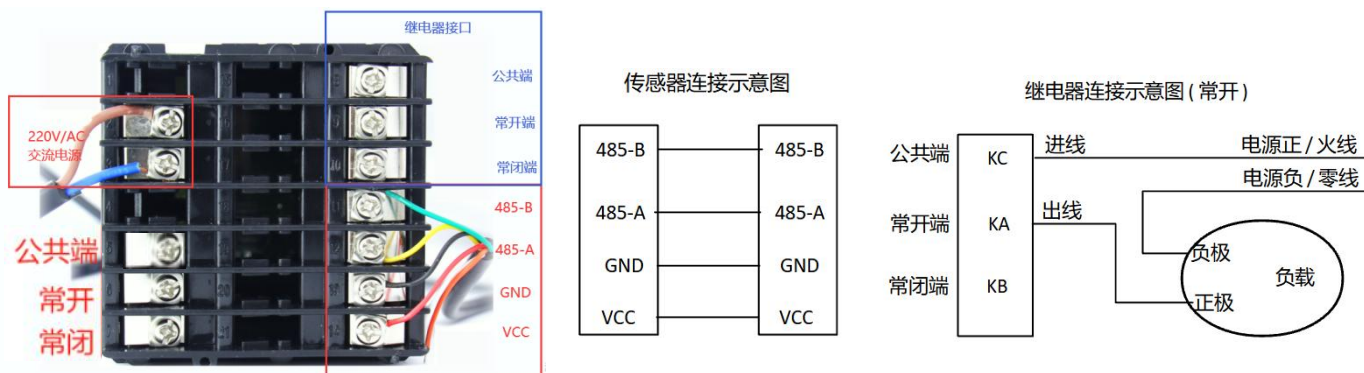 继电器接口
公共端
常开端
常闭端
220V/AC
交流电源
485-B
485-A
GND
VCC
公共端
常开
常闭
传感器连接示意图
485-B 485-B
485-A 485-A
GND GND
VCC VCC
继电器连接示意图(常开)
公共端 KC 进线 电源正/火线
电源负/零线
常开端 KA 出线
常闭端 KB
负极
负载
正极